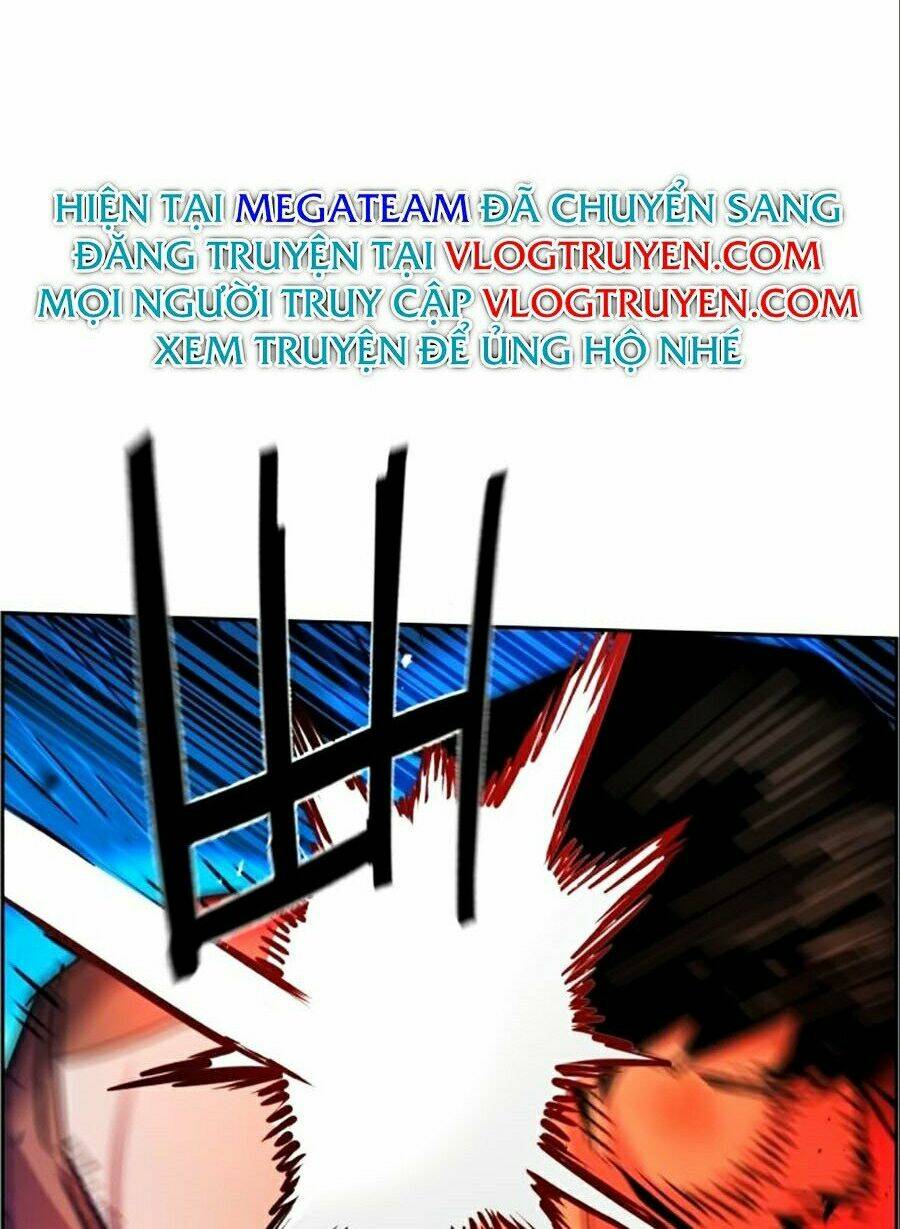 HIỆN TẠI MEGATEAM ĐÃ CHUYỂN SANG
ĐĂNG TRUYỆN TẠI VLOGTRUYEN.COM
MỌI NGƯỜI TRUY CẬP VLOGTRUYEN.COM
XEM TRUYỆN ĐỂ ỦNG HỘ NHÉ